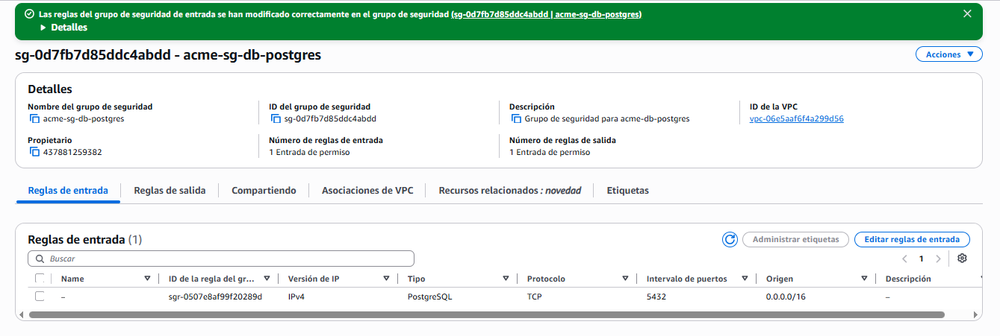 Las reglas del grupo de seguridad de entrada se han modificado correctamente en el grupo de seguridad (sg-0d7fb7d85ddc4abdd | acme-sg-db-postgres)
Detalles
sg-0d7fb7d85ddc4abdd - acme-sg-db-postgres
Acciones
Detalles
Nombre del grupo de seguridad
acme-sg-db-postgres
ID del grupo de seguridad
sg-0d7fb7d85ddc4abdd
Descripción
Grupo de seguridad para acme-db-postgres
ID de la VPC
vpc-06e5aaf6f4a299d56
Propietario
437881259382
Número de reglas de entrada
1 Entrada de permiso
Número de reglas de salida
1 Entrada de permiso
Reglas de entrada Reglas de salida Compartiendo Asociaciones de VPC Recursos relacionados : novedad Etiquetas
Reglas de entrada (1)
Administrar etiquetas Editar reglas de entrada
Buscar
1
Name ID de la regla del gr... Versión de IP Tipo Protocolo Intervalo de puertos Origen Descripción
– sgr-0507e8af99f20289d IPv4 PostgreSQL TCP 5432 0.0.0.0/16 –